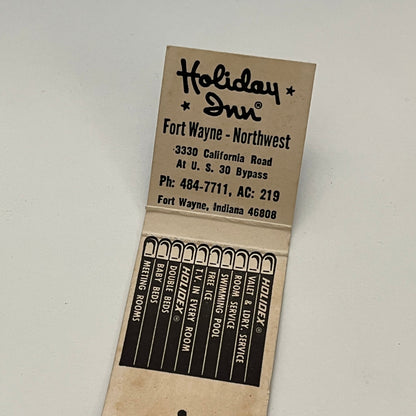 Holiday
Inn®
Fort Wayne - Northwest
3330 California Road
At U. S. 30 Bypass
Ph: 484-7711, AC: 219
Fort Wayne, Indiana 46808
HOLIDEX®
VALET & LDRY. SERVICE
ROOM SERVICE
SWIMMING POOL
FREE ICE
T.V. IN EVERY ROOM
HOLIDEX®
DOUBLE BEDS
BABY BEDS
MEETING ROOMS